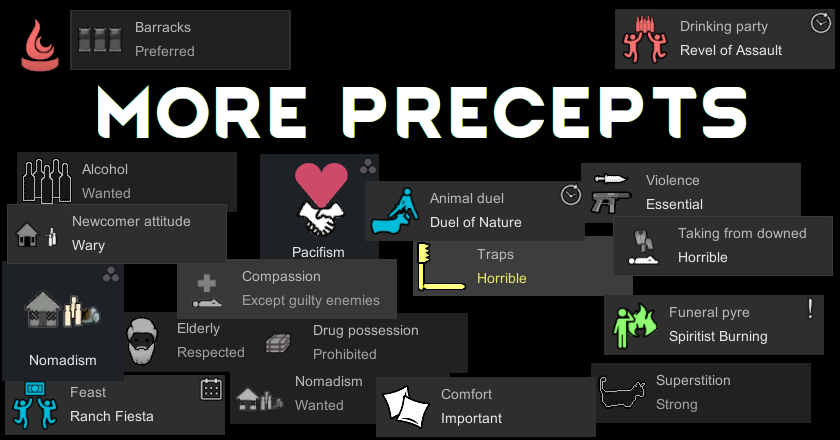 Barracks
Preferred
Drinking party
Revel of Assault
MORE PRECEPTS
Alcohol
Wanted
Newcomer attitude
Wary
Pacifism
Animal duel
Duel of Nature
Violence
Essential
Taking from downed
Horrible
Traps
Horrible
Compassion
Except guilty enemies
Nomadism
Elderly
Respected
Drug possession
Prohibited
Funeral pyre
Spiritist Burning
Feast
Ranch Fiesta
Nomadism
Wanted
Comfort
Important
Superstition
Strong